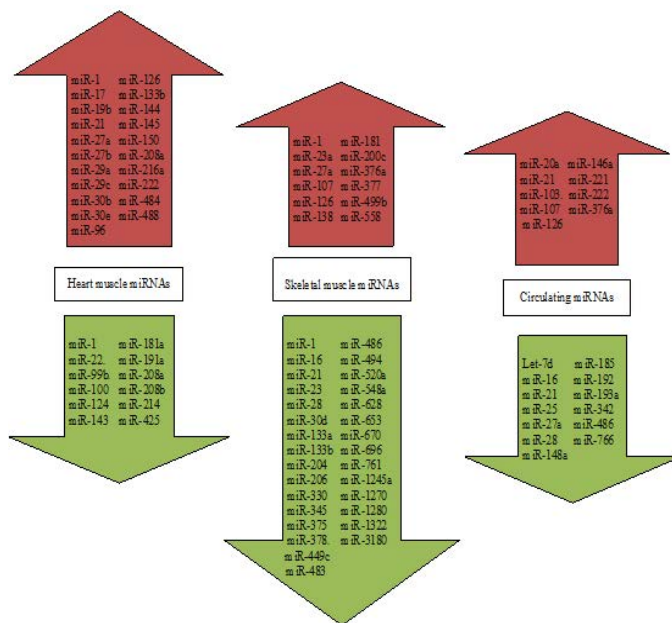 miR-1 miR-126
miR-17 miR-133b
miR-19b miR-144
miR-21 miR-145
miR-27a miR-150
miR-27b miR-208a
miR-29a miR-216a
miR-29c miR-222
miR-30b miR-484
miR-30e miR-488
miR-96
Heart muscle miRNAs
miR-1 miR-181a
miR-22. miR-191a
miR-99b miR-208a
miR-100 miR-208b
miR-124 miR-214
miR-143 miR-425
miR-1 miR-181
miR-23a miR-200c
miR-27a miR-376a
miR-107 miR-377
miR-126 miR-499b
miR-138 miR-558
Skeletal muscle miRNAs
miR-1 miR-486
miR-16 miR-494
miR-21 miR-520a
miR-23 miR-548a
miR-28 miR-628
miR-30d miR-653
miR-133a miR-670
miR-133b miR-696
miR-204 miR-761
miR-206 miR-1245a
miR-330 miR-1270
miR-345 miR-1280
miR-375 miR-1322
miR-378. miR-3180
miR-449c
miR-483
miR-20a miR-146a
miR-21 miR-221
miR-103. miR-222
miR-107 miR-376a
miR-126
Circulating miRNAs
Let-7d miR-185
miR-16 miR-192
miR-21 miR-193a
miR-25 miR-342
miR-27a miR-486
miR-28 miR-766
miR-148a